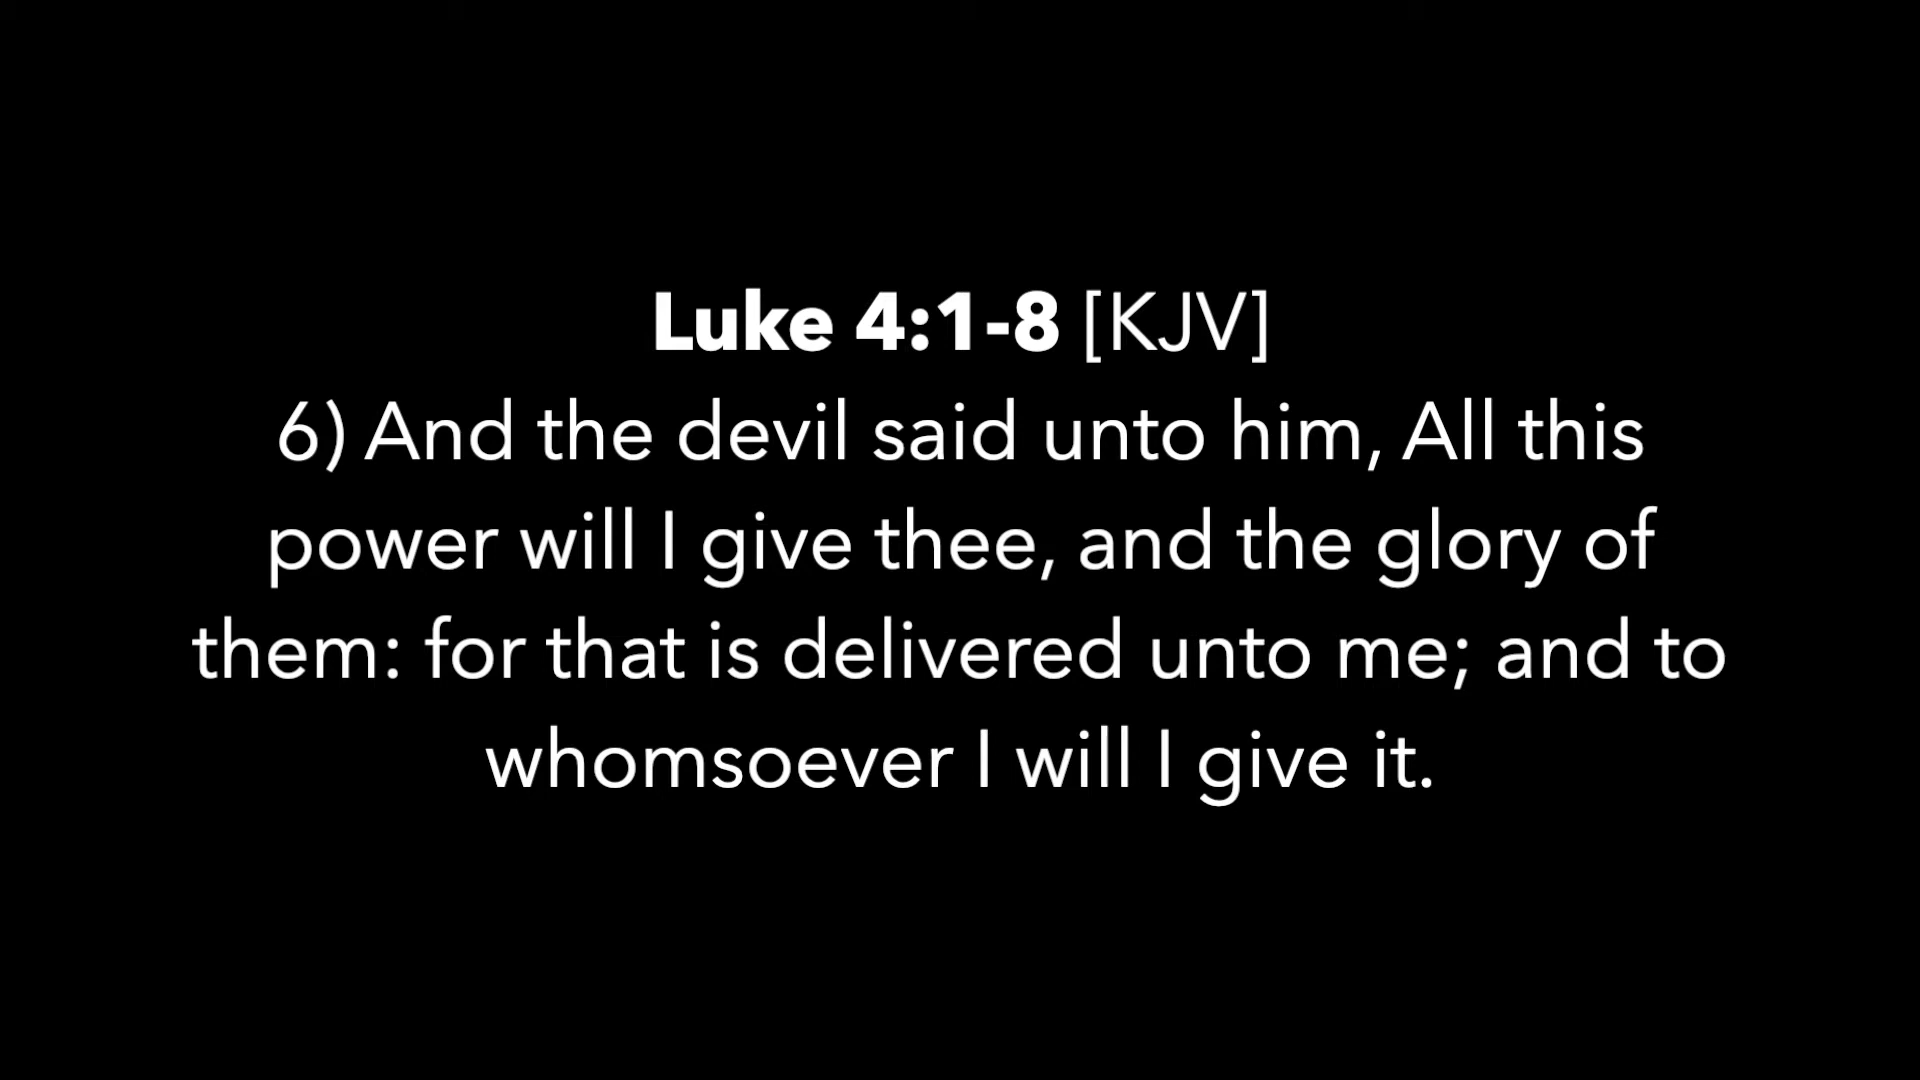 Luke 4:1-8 [KJV]
6) And the devil said unto him, All this
power will I give thee, and the glory of
them: for that is delivered unto me; and to
whomsoever I will I give it.